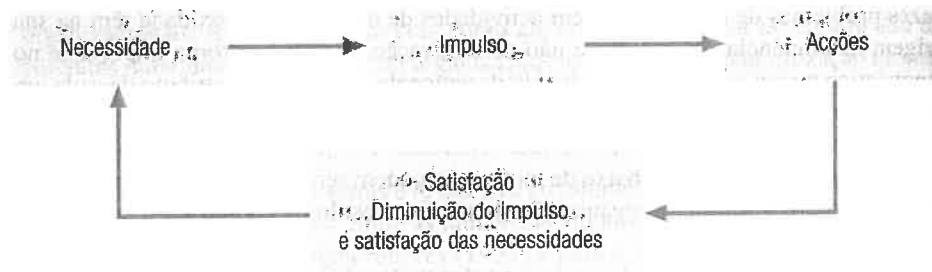 Necessidade
Impulso
Acções
Satisfação
Diminuição do Impulso
e satisfação das necessidades